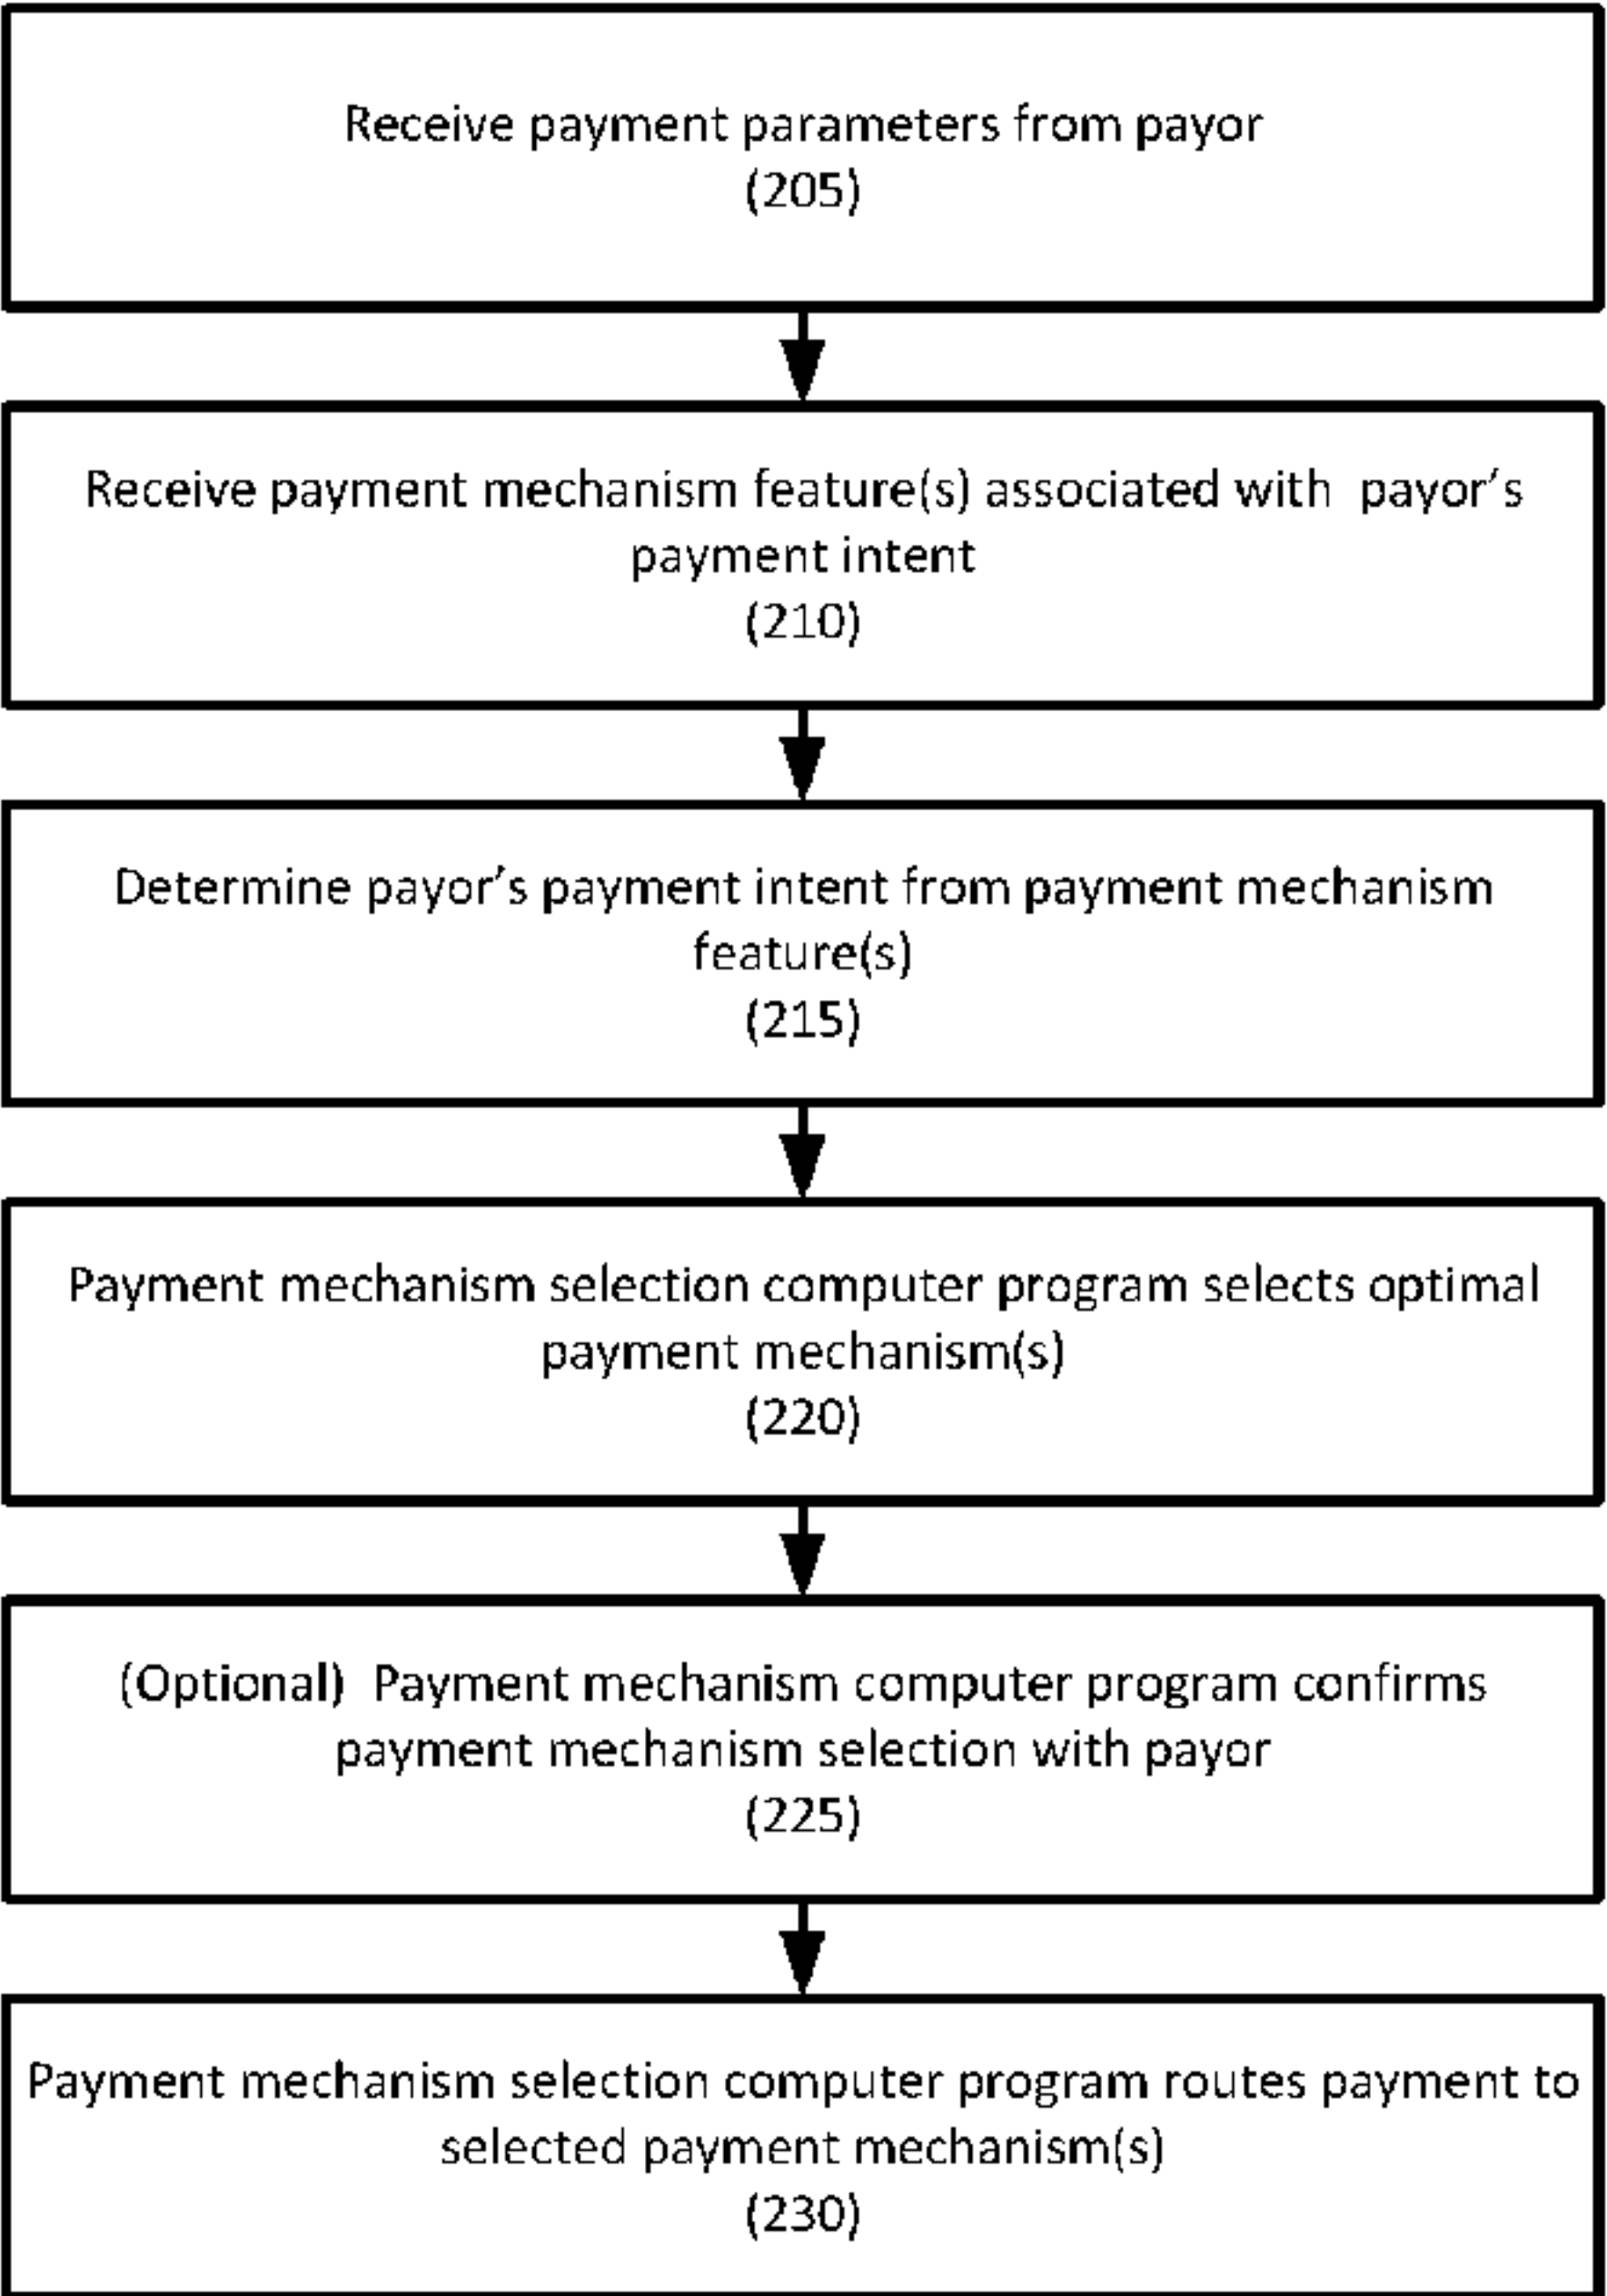 Receive payment parameters from payor
(205)
Receive payment mechanism feature(s) associated with payor's
payment intent
(210)
Determine payor's payment intent from payment mechanism
feature(s)
(215)
Payment mechanism selection computer program selects optimal
payment mechanism(s)
(220)
(Optional) Payment mechanism computer program confirms
payment mechanism selection with payor
(225)
Payment mechanism selection computer program routes payment to
selected payment mechanism(s)
(230)